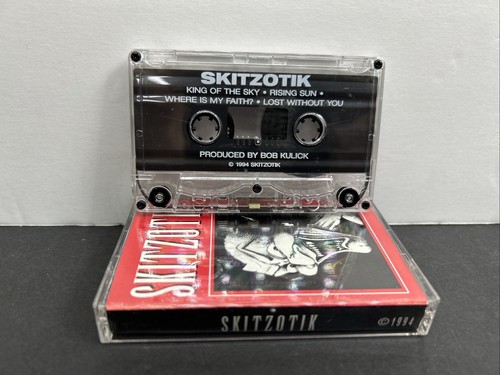 SKITZOTIK
KING OF THE SKY • RISING SUN •
WHERE IS MY FAITH? • LOST WITHOUT YOU
PRODUCED BY BOB KULICK
© 1994 SKITZOTIK
SKITZOTI
SKITZOTIK
©1994